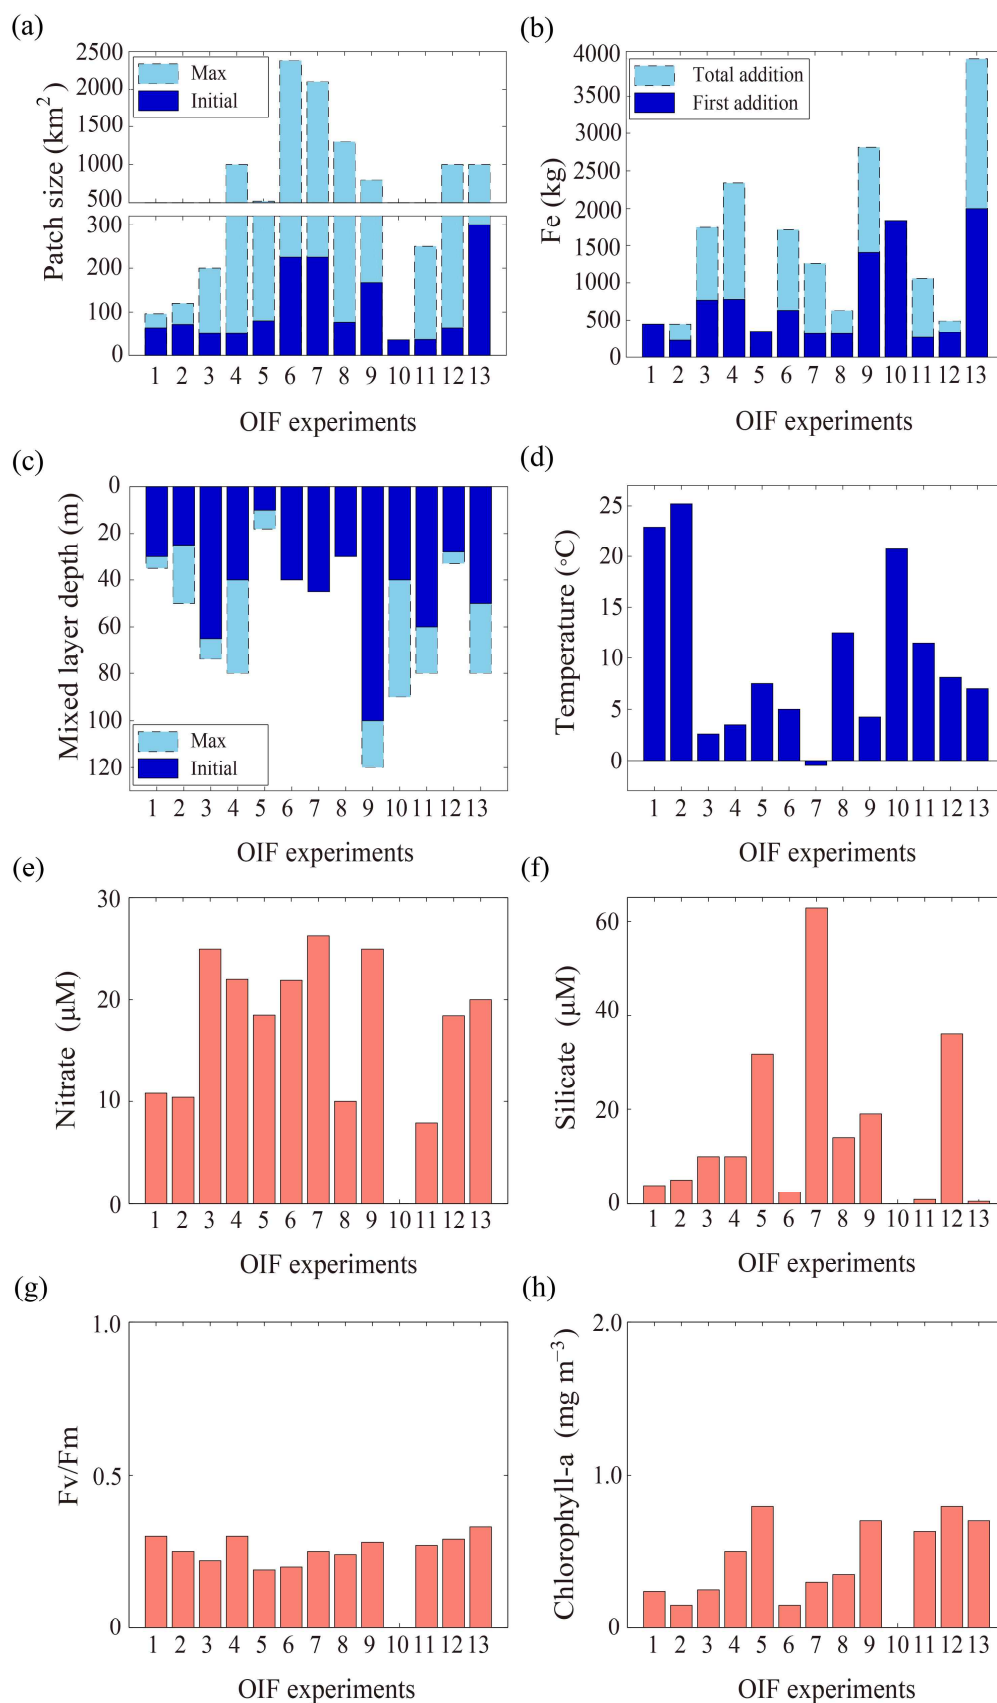 (a)
2500
2000
1500
1000
500
300
200
100
0
Patch size (km²)
Max
Initial
1 2 3 4 5 6 7 8 9 10 11 12 13
OIF experiments
(b)
4000
3500
3000
2500
2000
1500
1000
500
0
Fe (kg)
Total addition
First addition
1 2 3 4 5 6 7 8 9 10 11 12 13
OIF experiments
(c)
0
20
40
60
80
100
120
Mixed layer depth (m)
Max
Initial
1 2 3 4 5 6 7 8 9 10 11 12 13
OIF experiments
(d)
25
20
15
10
5
0
Temperature (°C)
1 2 3 4 5 6 7 8 9 10 11 12 13
OIF experiments
(e)
30
20
10
0
Nitrate (µM)
1 2 3 4 5 6 7 8 9 10 11 12 13
OIF experiments
(f)
60
40
20
0
Silicate (µM)
1 2 3 4 5 6 7 8 9 10 11 12 13
OIF experiments
(g)
1.0
0.5
0
Fv/Fm
1 2 3 4 5 6 7 8 9 10 11 12 13
OIF experiments
(h)
2.0
1.0
0
Chlorophyll-a (mg m⁻³)
1 2 3 4 5 6 7 8 9 10 11 12 13
OIF experiments